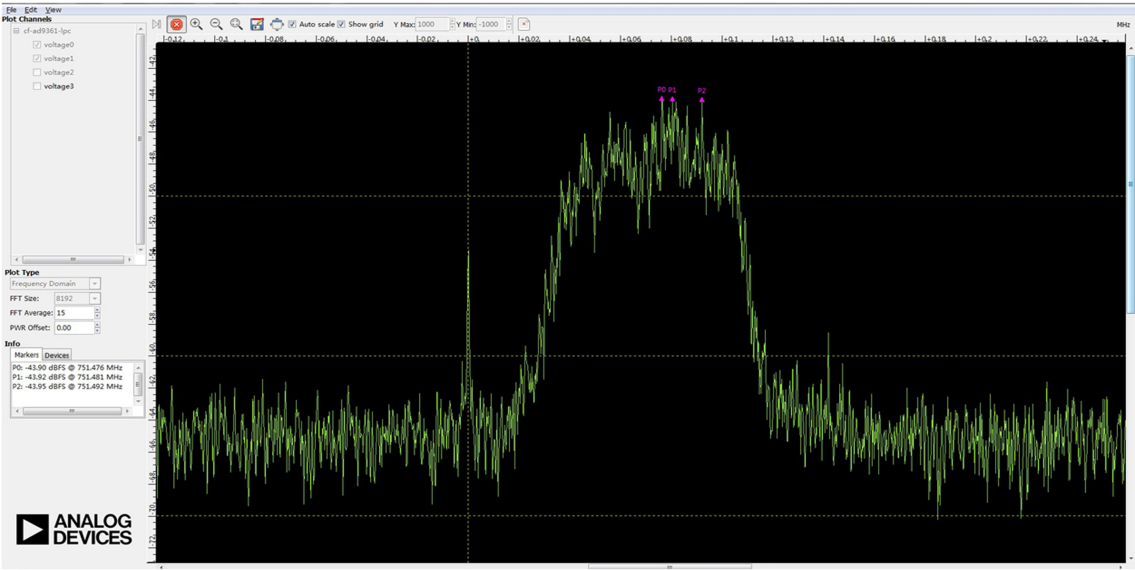 File Edit View
Plot Channels
cf-ad9361-lpc
voltage0
voltage1
voltage2
voltage3
Auto scale Show grid Y Max: 1000 Y Min: -1000
MHz
-0.12 -0.1 -0.08 -0.06 -0.04 -0.02 0 +0.02 +0.04 +0.06 +0.08 +0.1 +0.12 +0.14 +0.16 +0.18 +0.2 +0.22 +0.24
-42
-44
-46
-48
-50
-52
-54
-56
-58
-60
-62
-64
-66
-68
-70
-72
P0 P1 P2
Plot Type
Frequency Domain
FFT Size: 8192
FFT Average: 15
PWR Offset: 0.00
Info
Markers Devices
P0: -43.90 dBFS @ 751.476 MHz
P1: -43.92 dBFS @ 751.481 MHz
P2: -43.95 dBFS @ 751.492 MHz
ANALOG
DEVICES